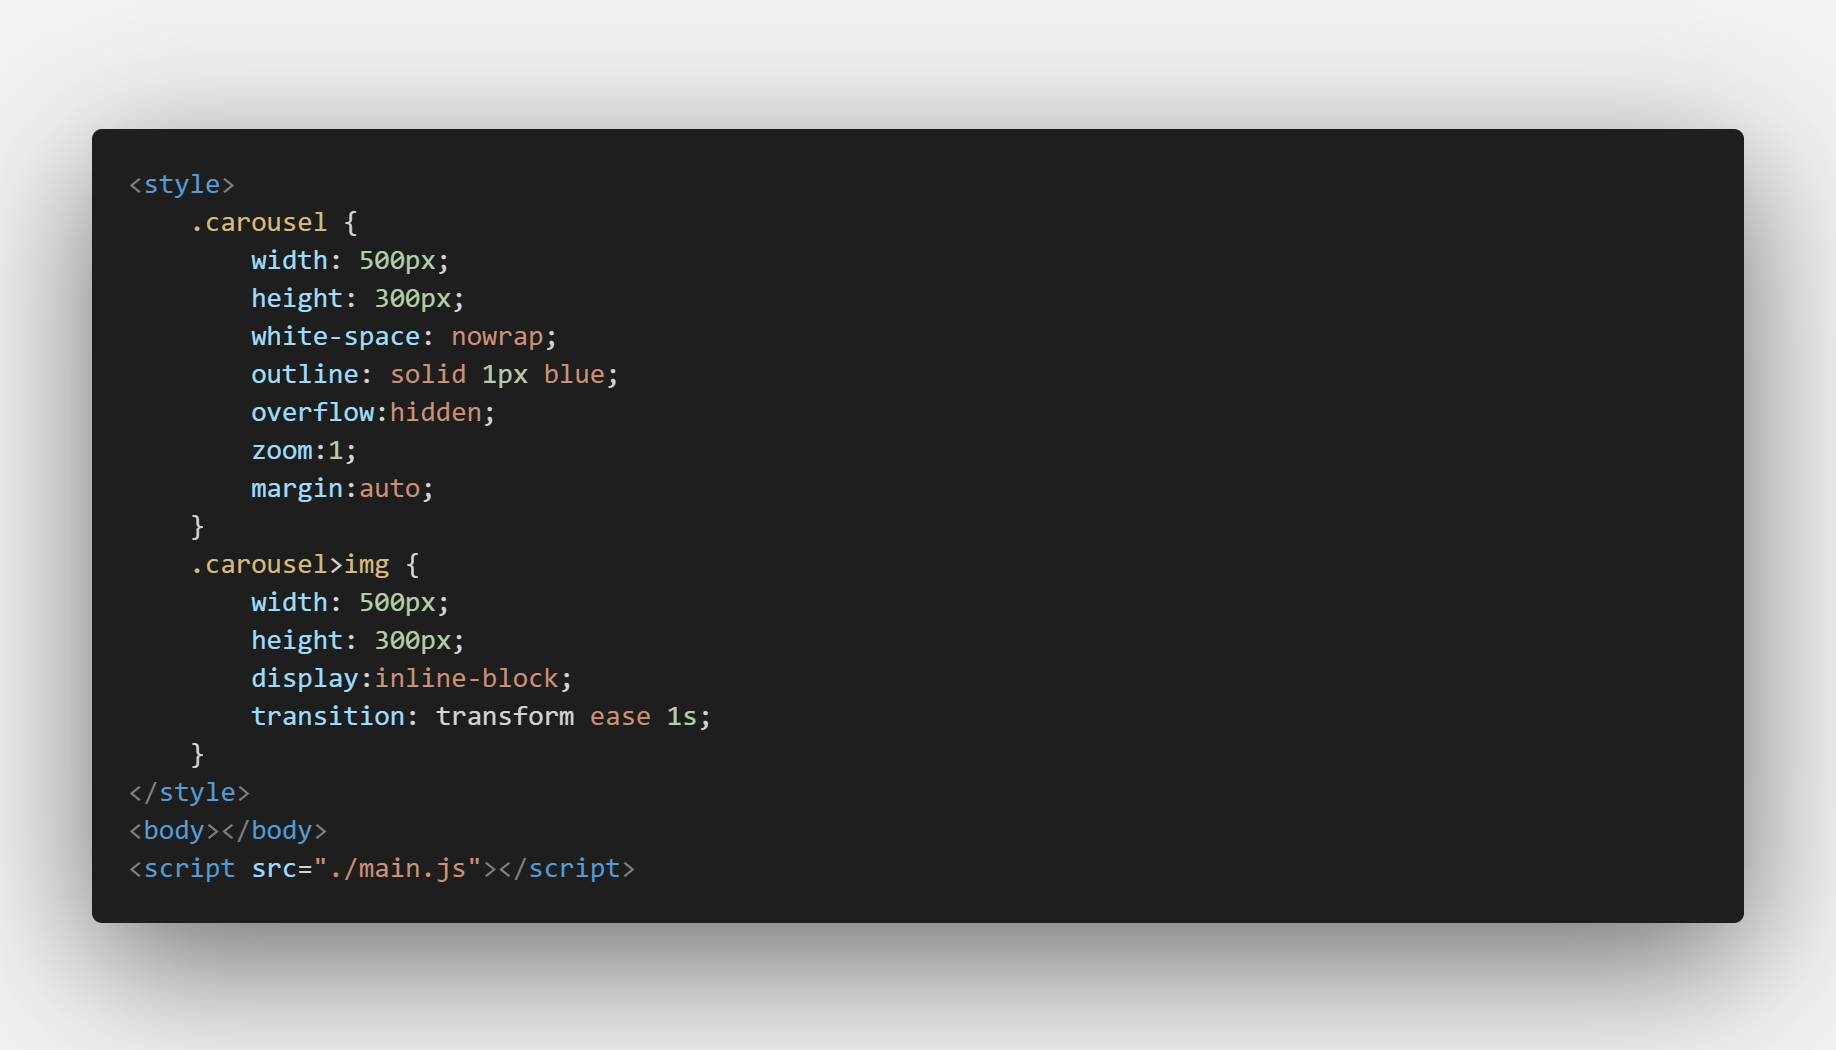 <style>
    .carousel {
        width: 500px;
        height: 300px;
        white-space: nowrap;
        outline: solid 1px blue;
        overflow:hidden;
        zoom:1;
        margin:auto;
    }
    .carousel>img {
        width: 500px;
        height: 300px;
        display:inline-block;
        transition: transform ease 1s;
    }
</style>
<body></body>
<script src="./main.js"></script>